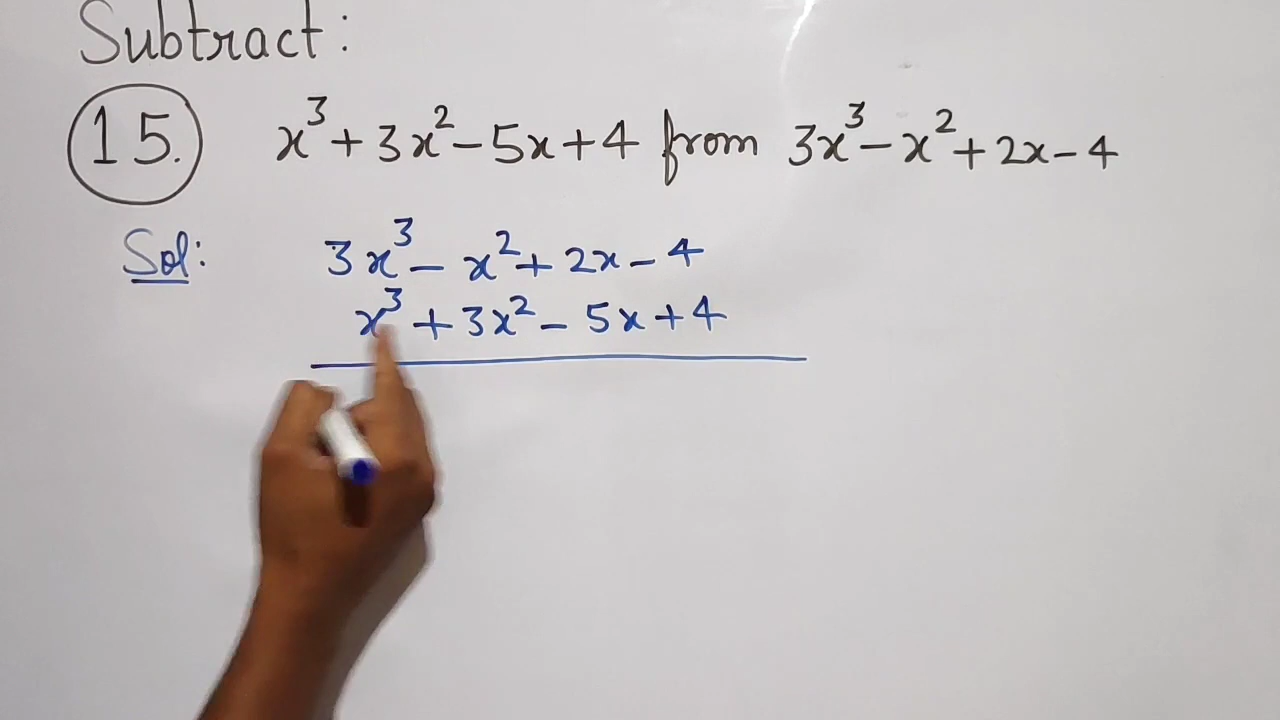 Subtract:
15. x³ + 3x² - 5x + 4 from 3x³ - x² + 2x - 4
Sol: 3x³ - x² + 2x - 4
x³ + 3x² - 5x + 4